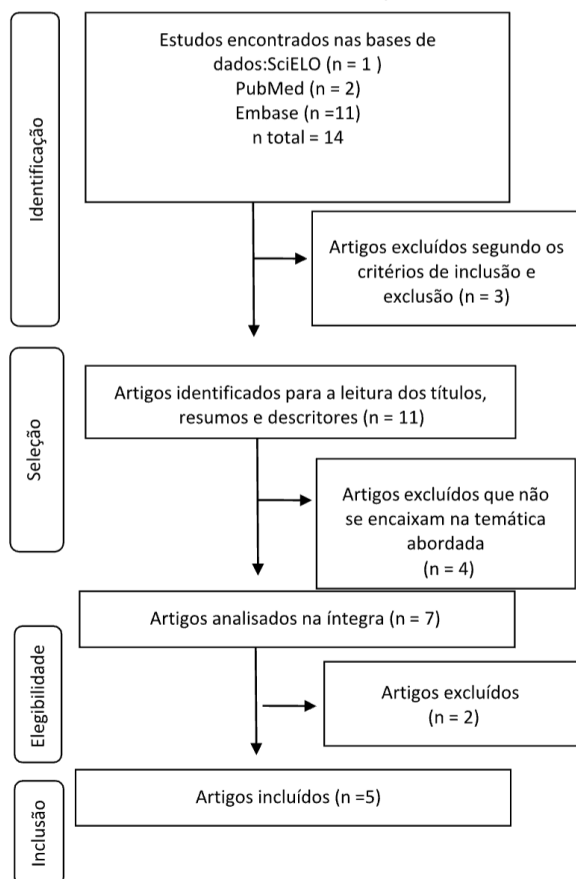 Identificação
Estudos encontrados nas bases de
dados:SciELO (n = 1 )
PubMed (n = 2)
Embase (n =11)
n total = 14
Artigos excluídos segundo os
critérios de inclusão e
exclusão (n = 3)
Seleção
Artigos identificados para a leitura dos títulos,
resumos e descritores (n = 11)
Artigos excluídos que não
se encaixam na temática
abordada
(n = 4)
Elegibilidade
Artigos analisados na íntegra (n = 7)
Artigos excluídos
(n = 2)
Inclusão
Artigos incluídos (n =5)